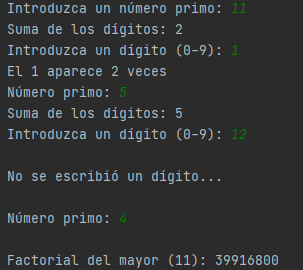 Introduzca un número primo: 11
Suma de los dígitos: 2
Introduzca un dígito (0-9): 1
El 1 aparece 2 veces
Número primo: 5
Suma de los dígitos: 5
Introduzca un dígito (0-9): 12
No se escribió un dígito...
Número primo: 4
Factorial del mayor (11): 39916800